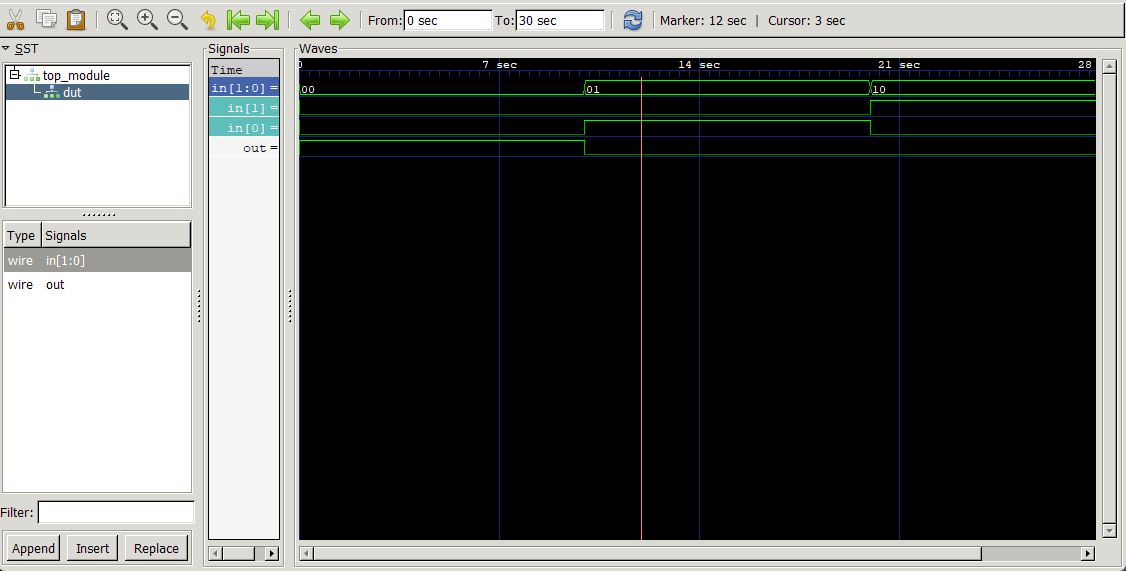 From: 0 sec To: 30 sec Marker: 12 sec | Cursor: 3 sec
SST
top_module
dut
Type Signals
wire in[1:0]
wire out
Filter:
Append Insert Replace
Signals
Time
in[1:0] =
in[1] =
in[0] =
out =
Waves
0 7 sec 14 sec 21 sec 28
00 01 10